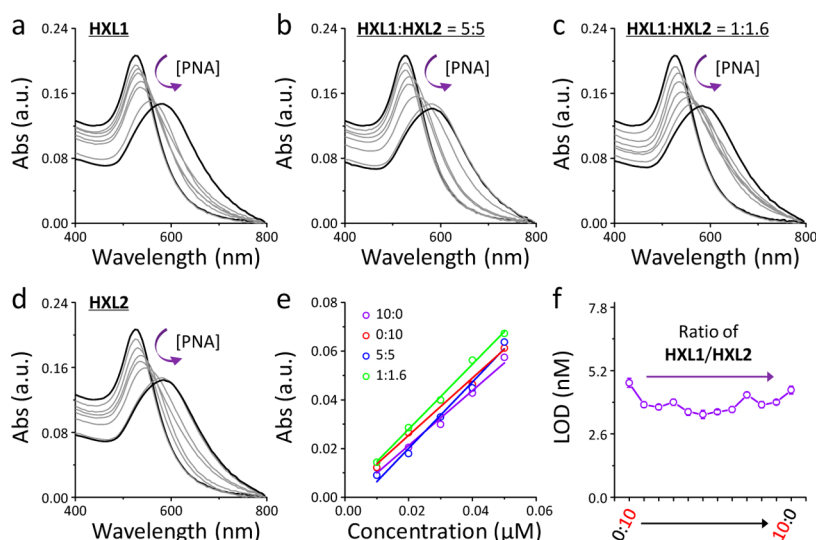 a
HXL1
[PNA]
Abs (a.u.)
0.24
0.16
0.08
0.00
400
600
800
Wavelength (nm)
b
HXL1:HXL2 = 5:5
[PNA]
Abs (a.u.)
0.24
0.16
0.08
0.00
400
600
800
Wavelength (nm)
c
HXL1:HXL2 = 1:1.6
[PNA]
Abs (a.u.)
0.24
0.16
0.08
0.00
400
600
800
Wavelength (nm)
d
HXL2
[PNA]
Abs (a.u.)
0.24
0.16
0.08
0.00
400
600
800
Wavelength (nm)
e
10:0
0:10
5:5
1:1.6
Abs (a.u.)
0.08
0.06
0.04
0.02
0.00
0.00
0.02
0.04
0.06
Concentration (μM)
f
Ratio of
HXL1/HXL2
LOD (nM)
7.8
5.2
2.6
0.0
0:10
10:0